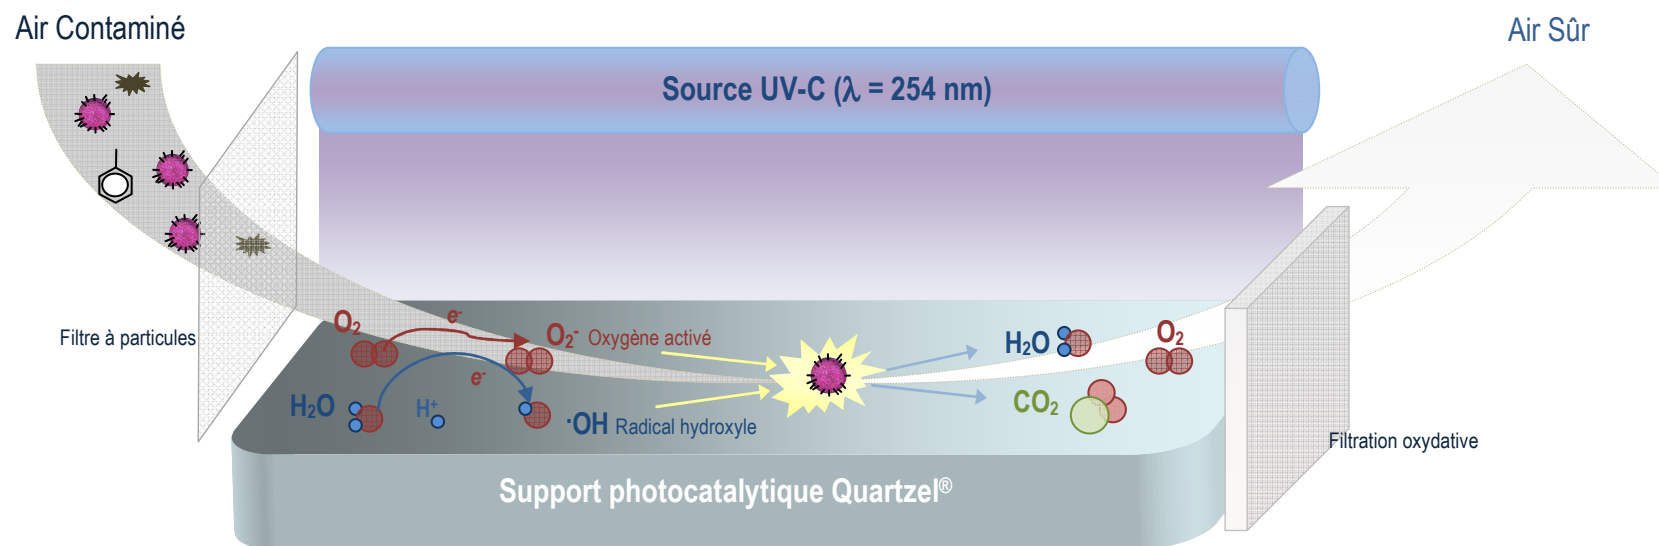 Air Contaminé
Air Sûr
Source UV-C (λ = 254 nm)
Filtre à particules
O₂
e⁻
O₂⁻ Oxygène activé
H₂O
O₂
e⁻
H₂O
H⁺
·OH Radical hydroxyle
CO₂
Filtration oxydative
Support photocatalytique Quartzel®